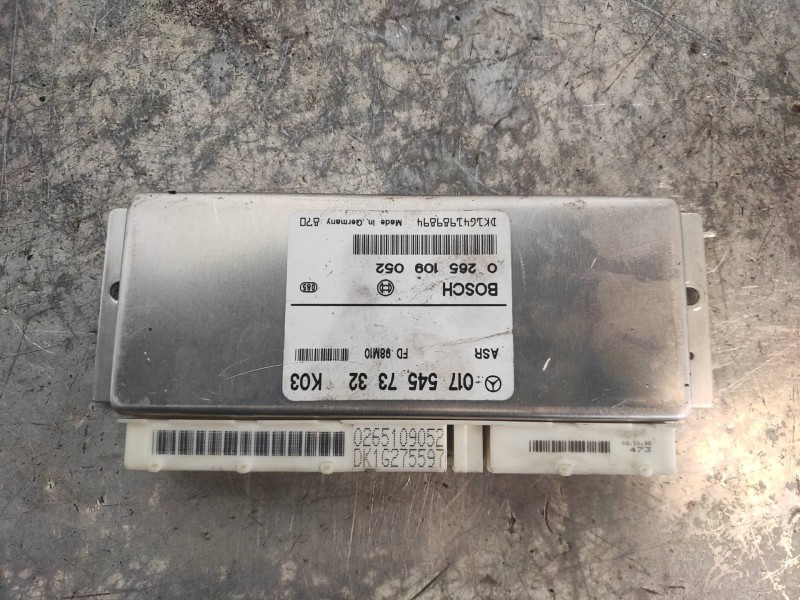 017 545 73 32 K03
ASR FD 98M10
BOSCH 085
0 265 109 052
DK1G41989894 Made in Germany 870
0265109052
DK1G275597
473